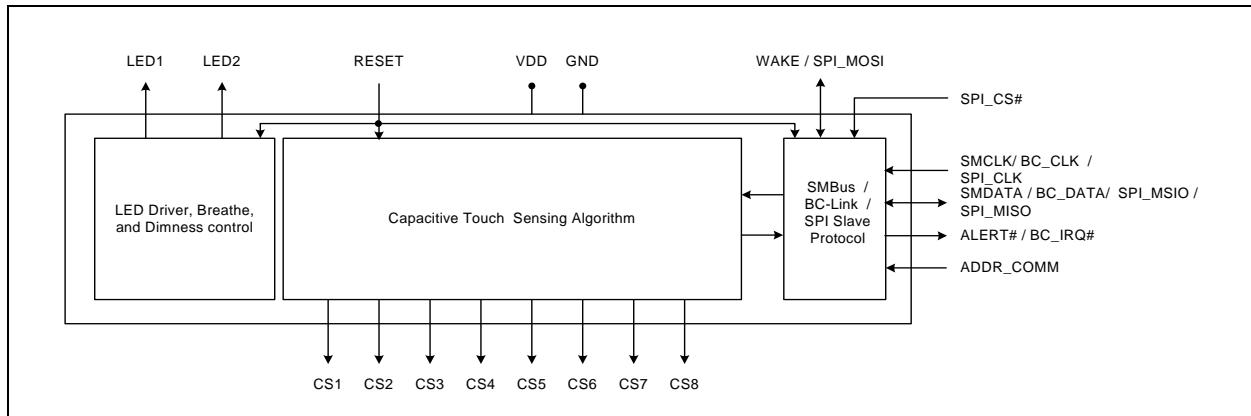 LED1 LED2 RESET VDD GND WAKE / SPI_MOSI
SPI_CS#
SMCLK/ BC_CLK /
SPI_CLK
SMDATA / BC_DATA/ SPI_MSIO /
SPI_MISO
ALERT# / BC_IRQ#
ADDR_COMM
LED Driver, Breathe,
and Dimness control
Capacitive Touch Sensing Algorithm
SMBus /
BC-Link /
SPI Slave
Protocol
CS1 CS2 CS3 CS4 CS5 CS6 CS7 CS8